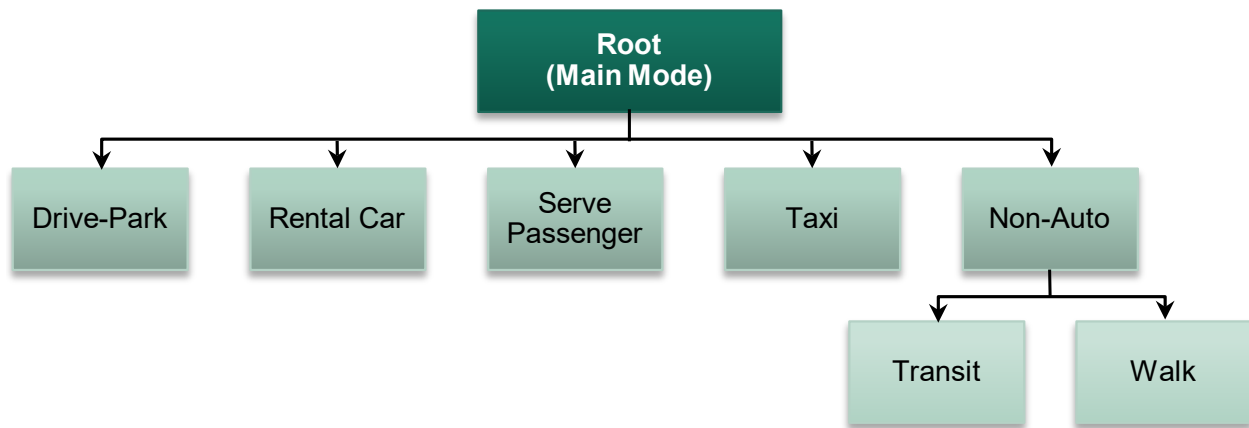 Root
(Main Mode)
Drive-Park
Rental Car
Serve
Passenger
Taxi
Non-Auto
Transit
Walk